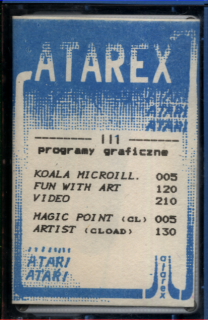 ATAREX
ATARI
ATARI
111
programy graficzne
KOALA MICROILL. 005
FUN WITH ART 120
VIDEO 210
MAGIC POINT (CL) 005
ARTIST (CLOAD) 130
ATARI
ATARI
atarex